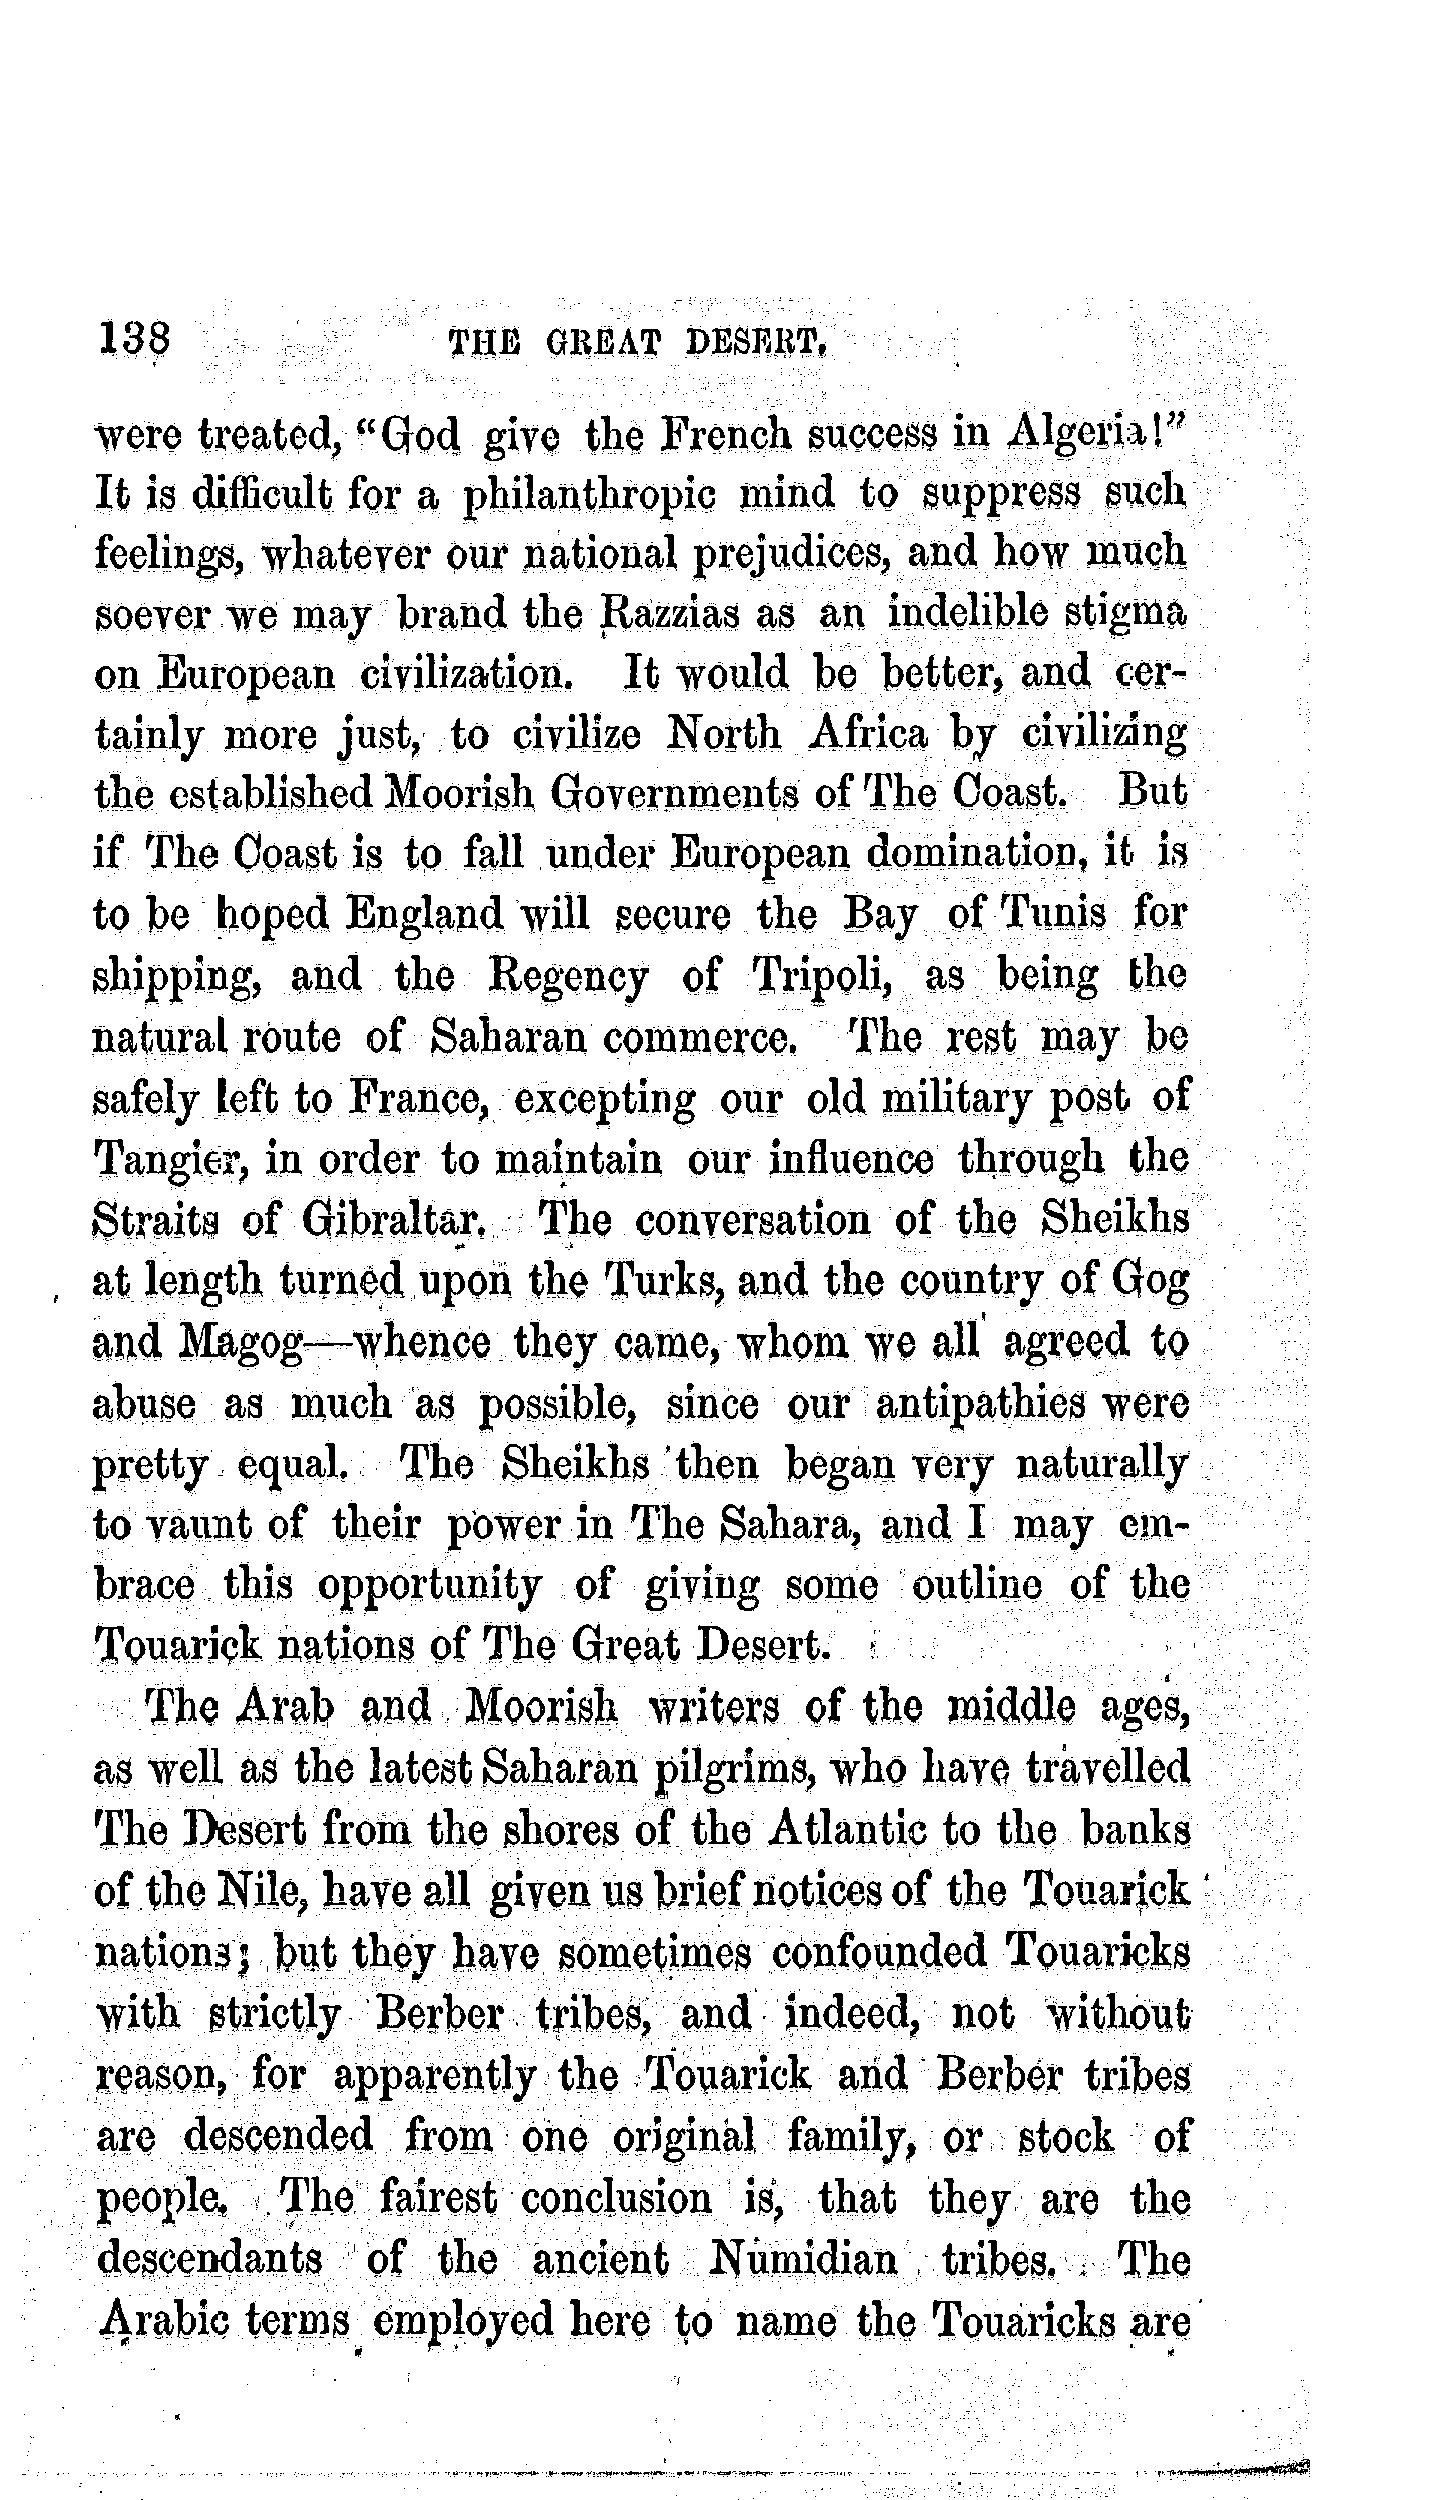 138 THE GREAT DESERT.
were treated, “God give the French success in Algeria!”
It is difficult for a philanthropic mind to suppress such
feelings, whatever our national prejudices, and how much
soever we may brand the Razzias as an indelible stigma
on European civilization. It would be better, and cer-
tainly more just, to civilize North Africa by civilizing
the established Moorish Governments of The Coast. But
if The Coast is to fall under European domination, it is
to be hoped England will secure the Bay of Tunis for
shipping, and the Regency of Tripoli, as being the
natural route of Saharan commerce. The rest may be
safely left to France, excepting our old military post of
Tangier, in order to maintain our influence through the
Straits of Gibraltar. The conversation of the Sheikhs
at length turned upon the Turks, and the country of Gog
and Magog—whence they came, whom we all agreed to
abuse as much as possible, since our antipathies were
pretty equal. The Sheikhs then began very naturally
to vaunt of their power in The Sahara, and I may em-
brace this opportunity of giving some outline of the
Touarick nations of The Great Desert.
The Arab and Moorish writers of the middle ages,
as well as the latest Saharan pilgrims, who have travelled
The Desert from the shores of the Atlantic to the banks
of the Nile, have all given us brief notices of the Touarick
nations; but they have sometimes confounded Touaricks
with strictly Berber tribes, and indeed, not without
reason, for apparently the Touarick and Berber tribes
are descended from one original family, or stock of
people. The fairest conclusion is, that they are the
descendants of the ancient Numidian tribes. The
Arabic terms employed here to name the Touaricks are